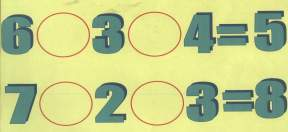 6 ◯ 3 ◯ 4 = 5
7 ◯ 2 ◯ 3 = 8